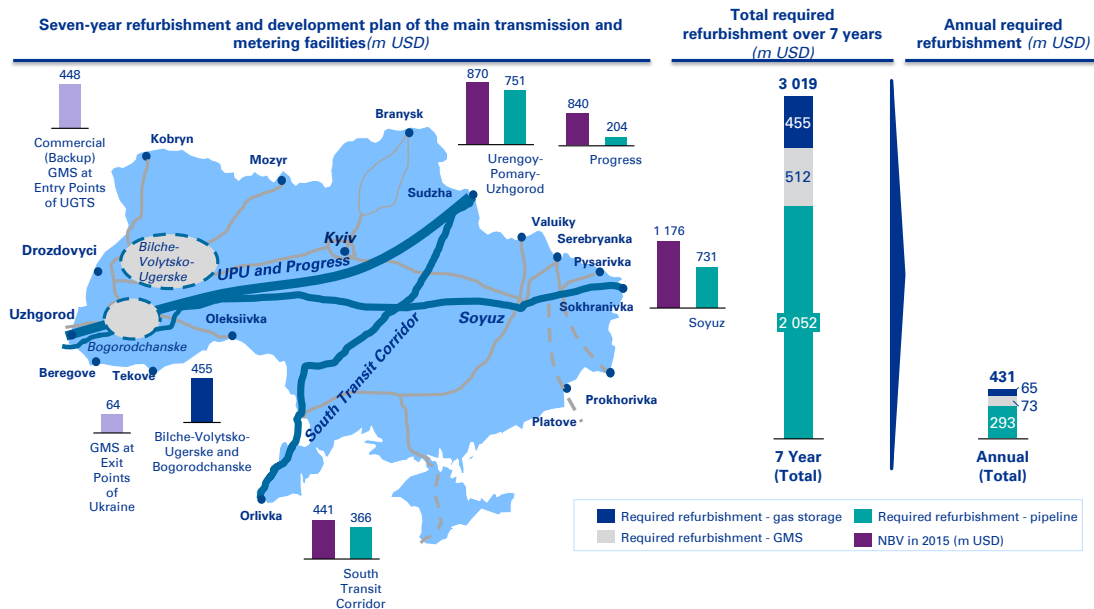 Seven-year refurbishment and development plan of the main transmission and
metering facilities(m USD)
Total required
refurbishment over 7 years
(m USD)
Annual required
refurbishment (m USD)
448
Commercial
(Backup)
GMS at
Entry Points
of UGTS
870
751
Urengoy-
Pomary-
Uzhgorod
840
204
Progress
Branysk
Kobryn
Mozyr
Sudzha
Valuiky
Serebryanka
Pysarivka
Drozdovyci
Bilche-
Volytsko-
Ugerske
Kyiv
UPU and Progress
1 176
731
Soyuz
Sokhranivka
Uzhgorod
Oleksiivka
Soyuz
Bogorodchanske
South Transit Corridor
Beregove
Tekove
455
Bilche-Volytsko-
Ugerske and
Bogorodchanske
64
GMS at
Exit
Points
of
Ukraine
Prokhorivka
Platove
Orlivka
441
366
South
Transit
Corridor
3 019
455
512
2 052
7 Year
(Total)
431
65
73
293
Annual
(Total)
Required refurbishment - gas storage
Required refurbishment - pipeline
Required refurbishment - GMS
NBV in 2015 (m USD)